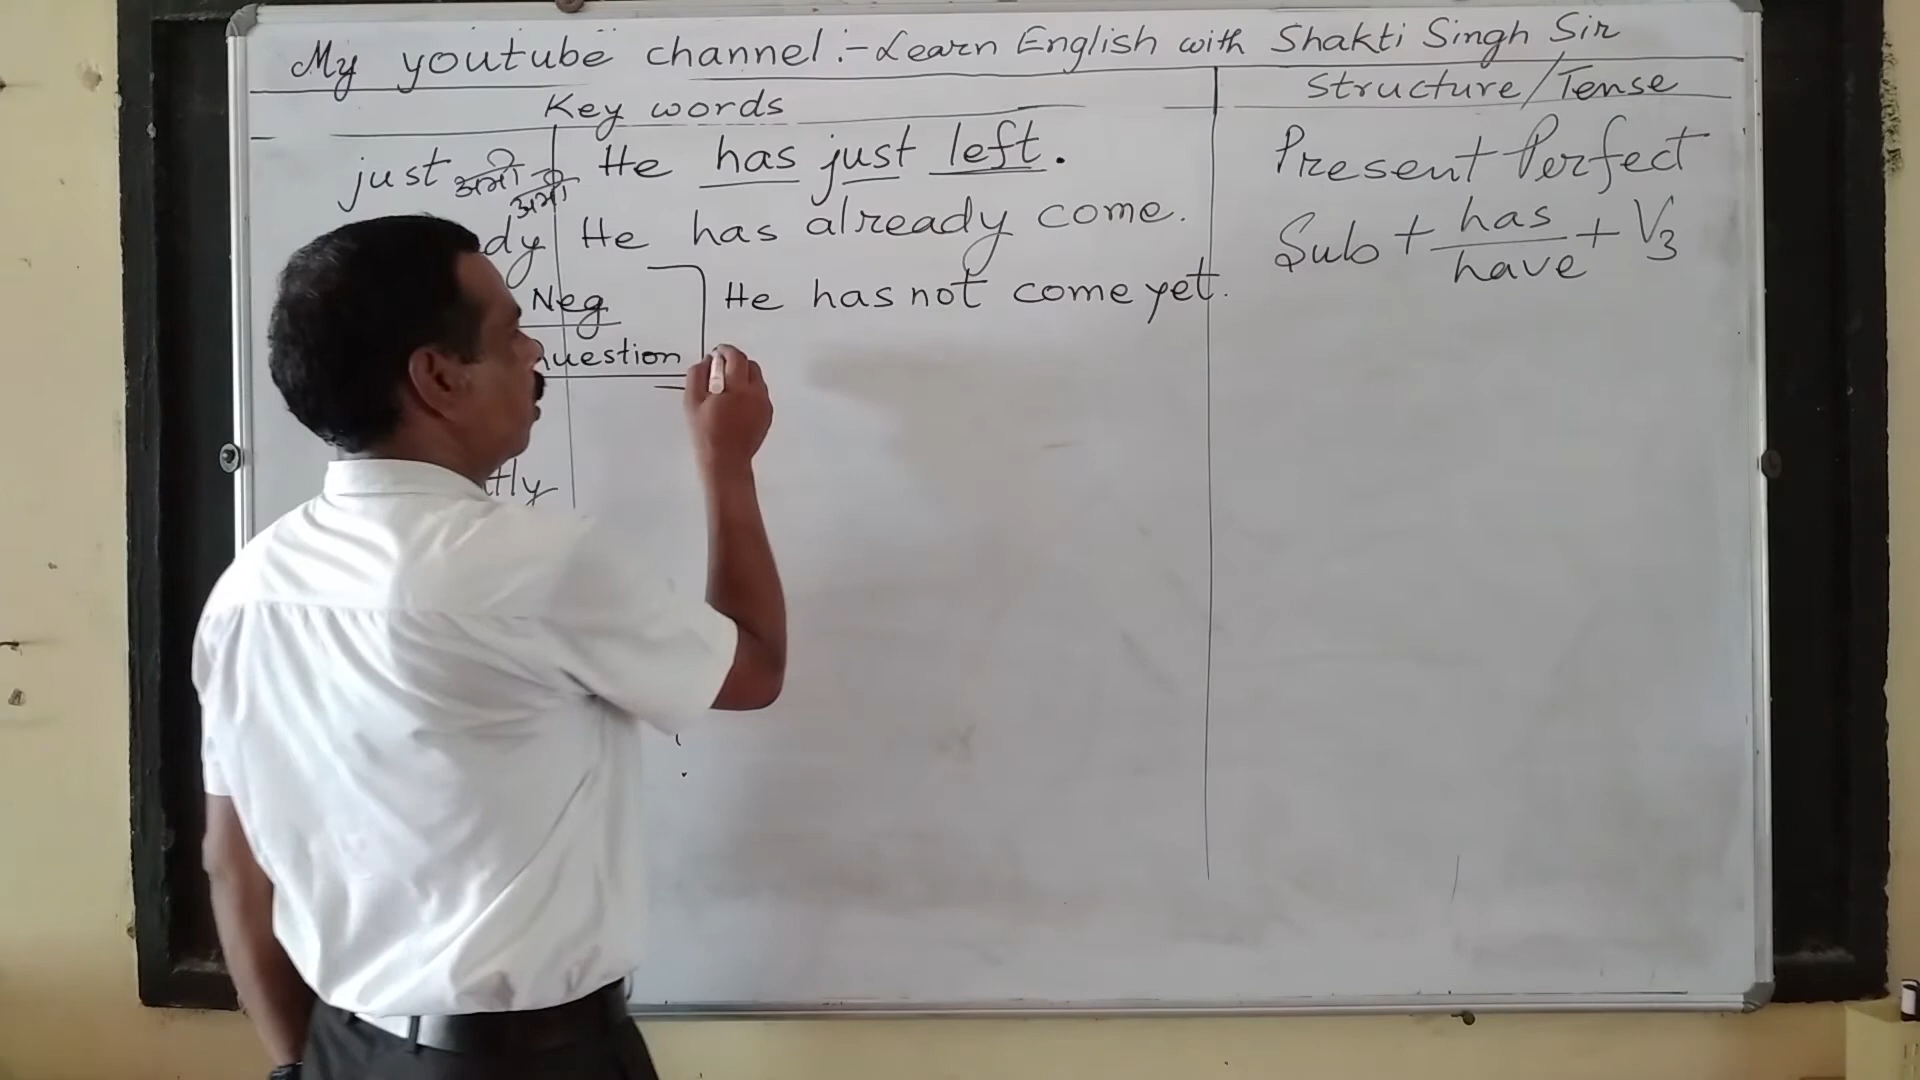 My youtube channel :- Learn English with Shakti Singh Sir
Key words
Structure/Tense
just अभी-अभी He has just left.
Present Perfect
dy He has already come.
Sub + has/have + V3
Neg
He has not come yet.
uestion
tly